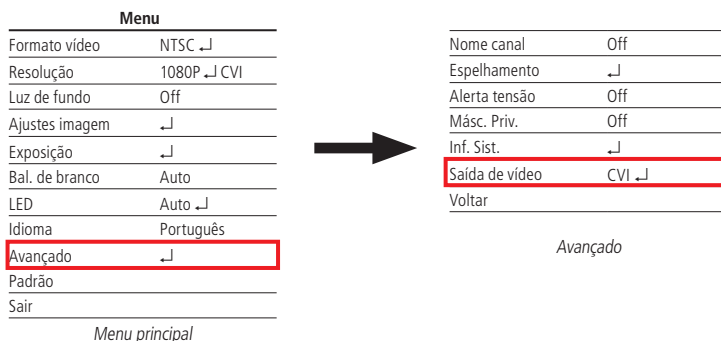 Menu
Formato vídeo NTSC ↵
Resolução 1080P ↵ CVI
Luz de fundo Off
Ajustes imagem ↵
Exposição ↵
Bal. de branco Auto
LED Auto ↵
Idioma Português
Avançado ↵
Padrão
Sair
Menu principal
Nome canal Off
Espelhamento ↵
Alerta tensão Off
Másc. Priv. Off
Inf. Sist. ↵
Saída de vídeo CVI ↵
Voltar
Avançado